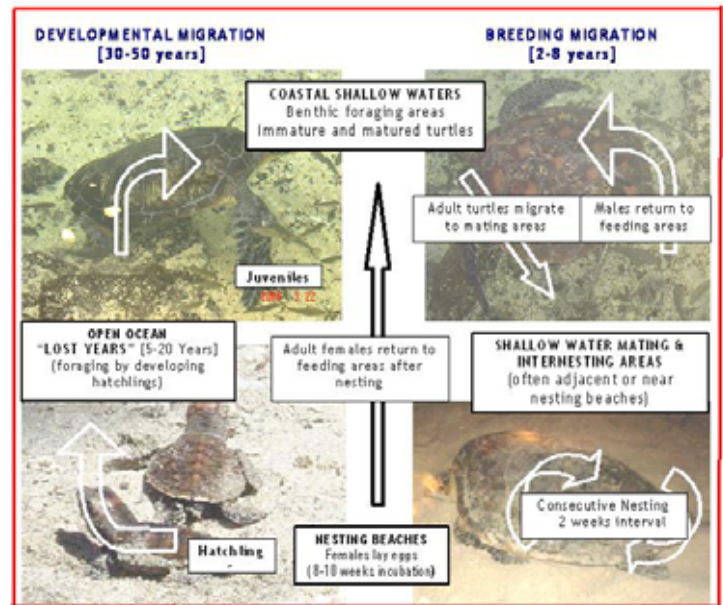 DEVELOPMENTAL MIGRATION
[30-50 years]
BREEDING MIGRATION
[2-8 years]
COASTAL SHALLOW WATERS
Benthic foraging areas
Immature and matured turtles
Adult turtles migrate
to mating areas
Males return to
feeding areas
Juveniles
OPEN OCEAN
"LOST YEARS" [5-20 Years]
(foraging by developing
hatchlings)
Adult females return to
feeding areas after
nesting
SHALLOW WATER MATING &
INTERNESTING AREAS
(often adjacent or near
nesting beaches)
Consecutive Nesting
2 weeks interval
Hatchling
NESTING BEACHES
Females lay eggs
(8-10 weeks incubation)